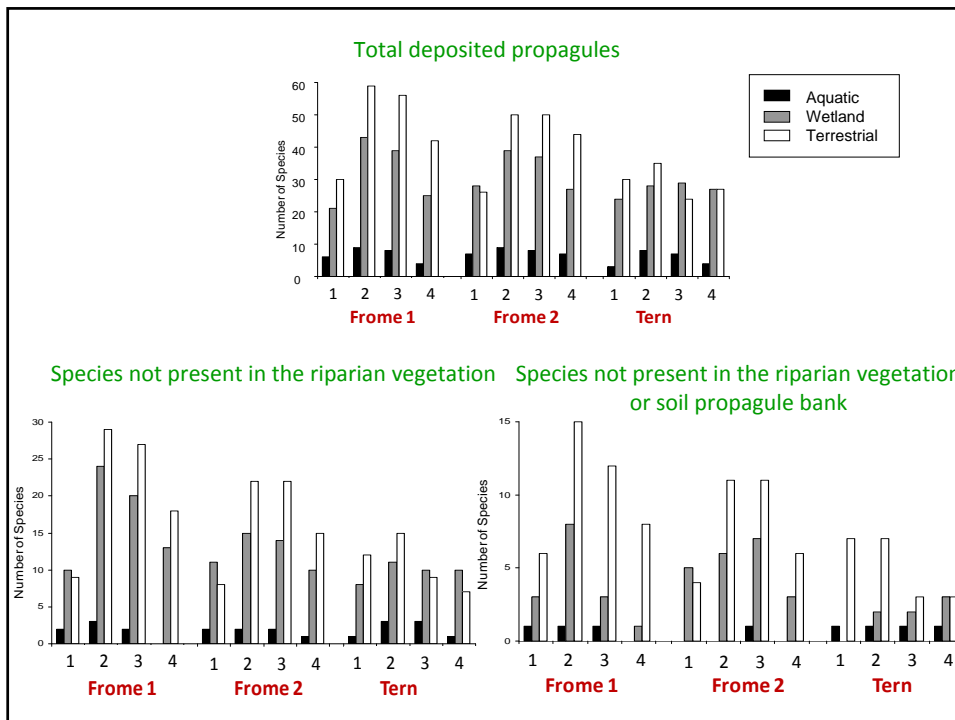 Total deposited propagules
60
50
40
30
20
10
0
Number of Species
Aquatic
Wetland
Terrestrial
1 2 3 4 1 2 3 4 1 2 3 4
Frome 1 Frome 2 Tern
Species not present in the riparian vegetation
30
25
20
15
10
5
0
Number of Species
1 2 3 4 1 2 3 4 1 2 3 4
Frome 1 Frome 2 Tern
Species not present in the riparian vegetation
or soil propagule bank
15
10
5
0
Number of Species
1 2 3 4 1 2 3 4 1 2 3 4
Frome 1 Frome 2 Tern